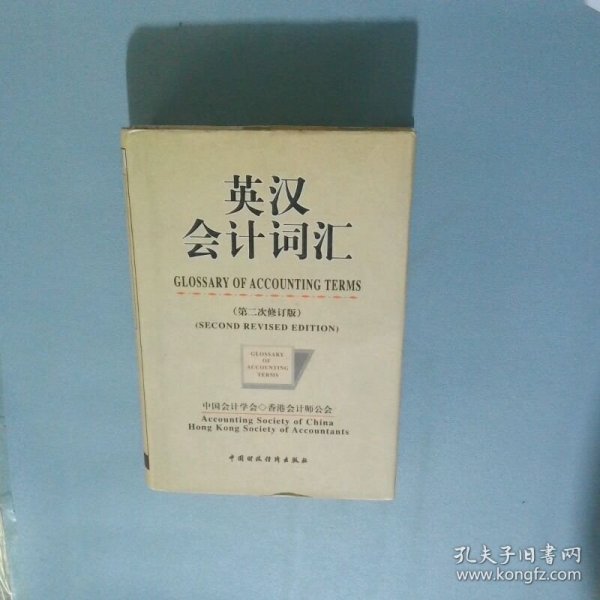 英汉
会计词汇
GLOSSARY OF ACCOUNTING TERMS
(第二次修订版)
(SECOND REVISED EDITION)
GLOSSARY
OF
ACCOUNTING
TERMS
中国会计学会◇香港会计师公会
Accounting Society of China
Hong Kong Society of Accountants
中国财政经济出版社
孔夫子旧书网
www.kongfz.com